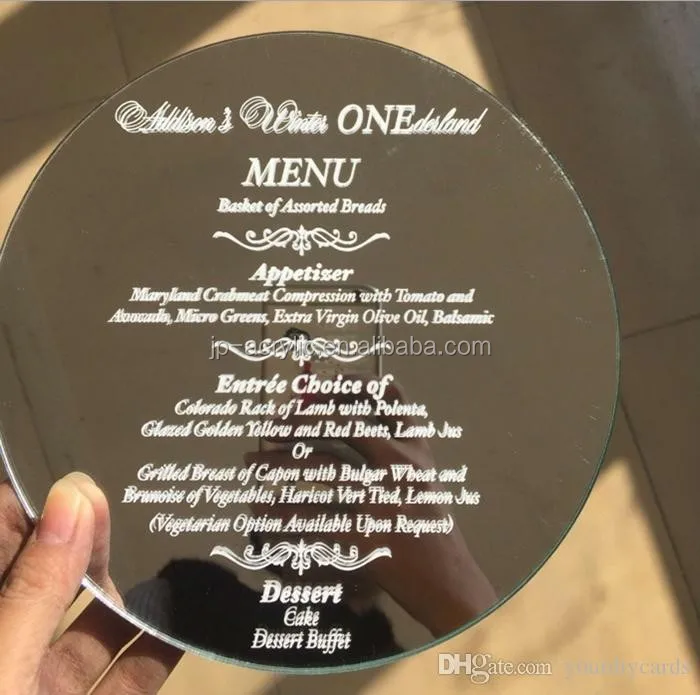 Addison's Winter ONEderland
MENU
Basket of Assorted Breads
Appetizer
Maryland Crabmeat Compression with Tomato and
Avocado, Micro Greens, Extra Virgin Olive Oil, Balsamic
jp-acrylic.en.alibaba.com
Entrée Choice of
Colorado Rack of Lamb with Polenta,
Glazed Golden Yellow and Red Beets, Lamb Jus
Or
Grilled Breast of Capon with Bulgar Wheat and
Brunoise of Vegetables, Haricot Vert Tied, Lemon Jus
(Vegetarian Option Available Upon Request)
Dessert
Cake
Dessert Buffet
DHgate.com